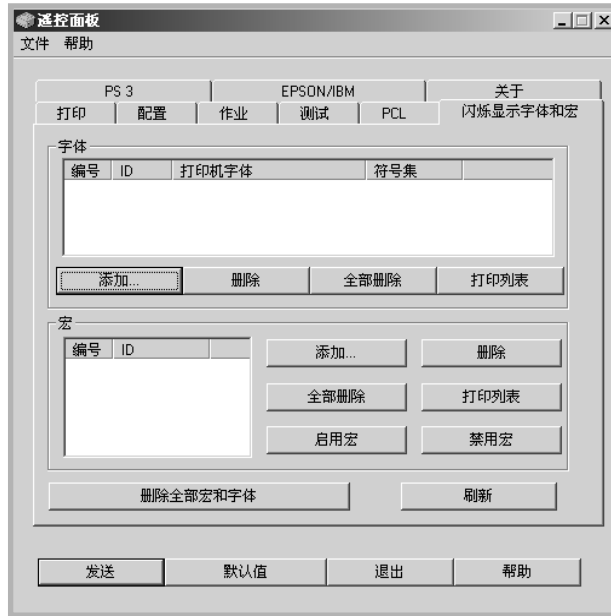 遥控面板
文件 帮助
PS 3 EPSON/IBM 关于
打印 配置 作业 测试 PCL 闪烁显示字体和宏
字体
编号 ID 打印机字体 符号集
添加... 删除 全部删除 打印列表
宏
编号 ID
添加... 删除
全部删除 打印列表
启用宏 禁用宏
删除全部宏和字体 刷新
发送 默认值 退出 帮助